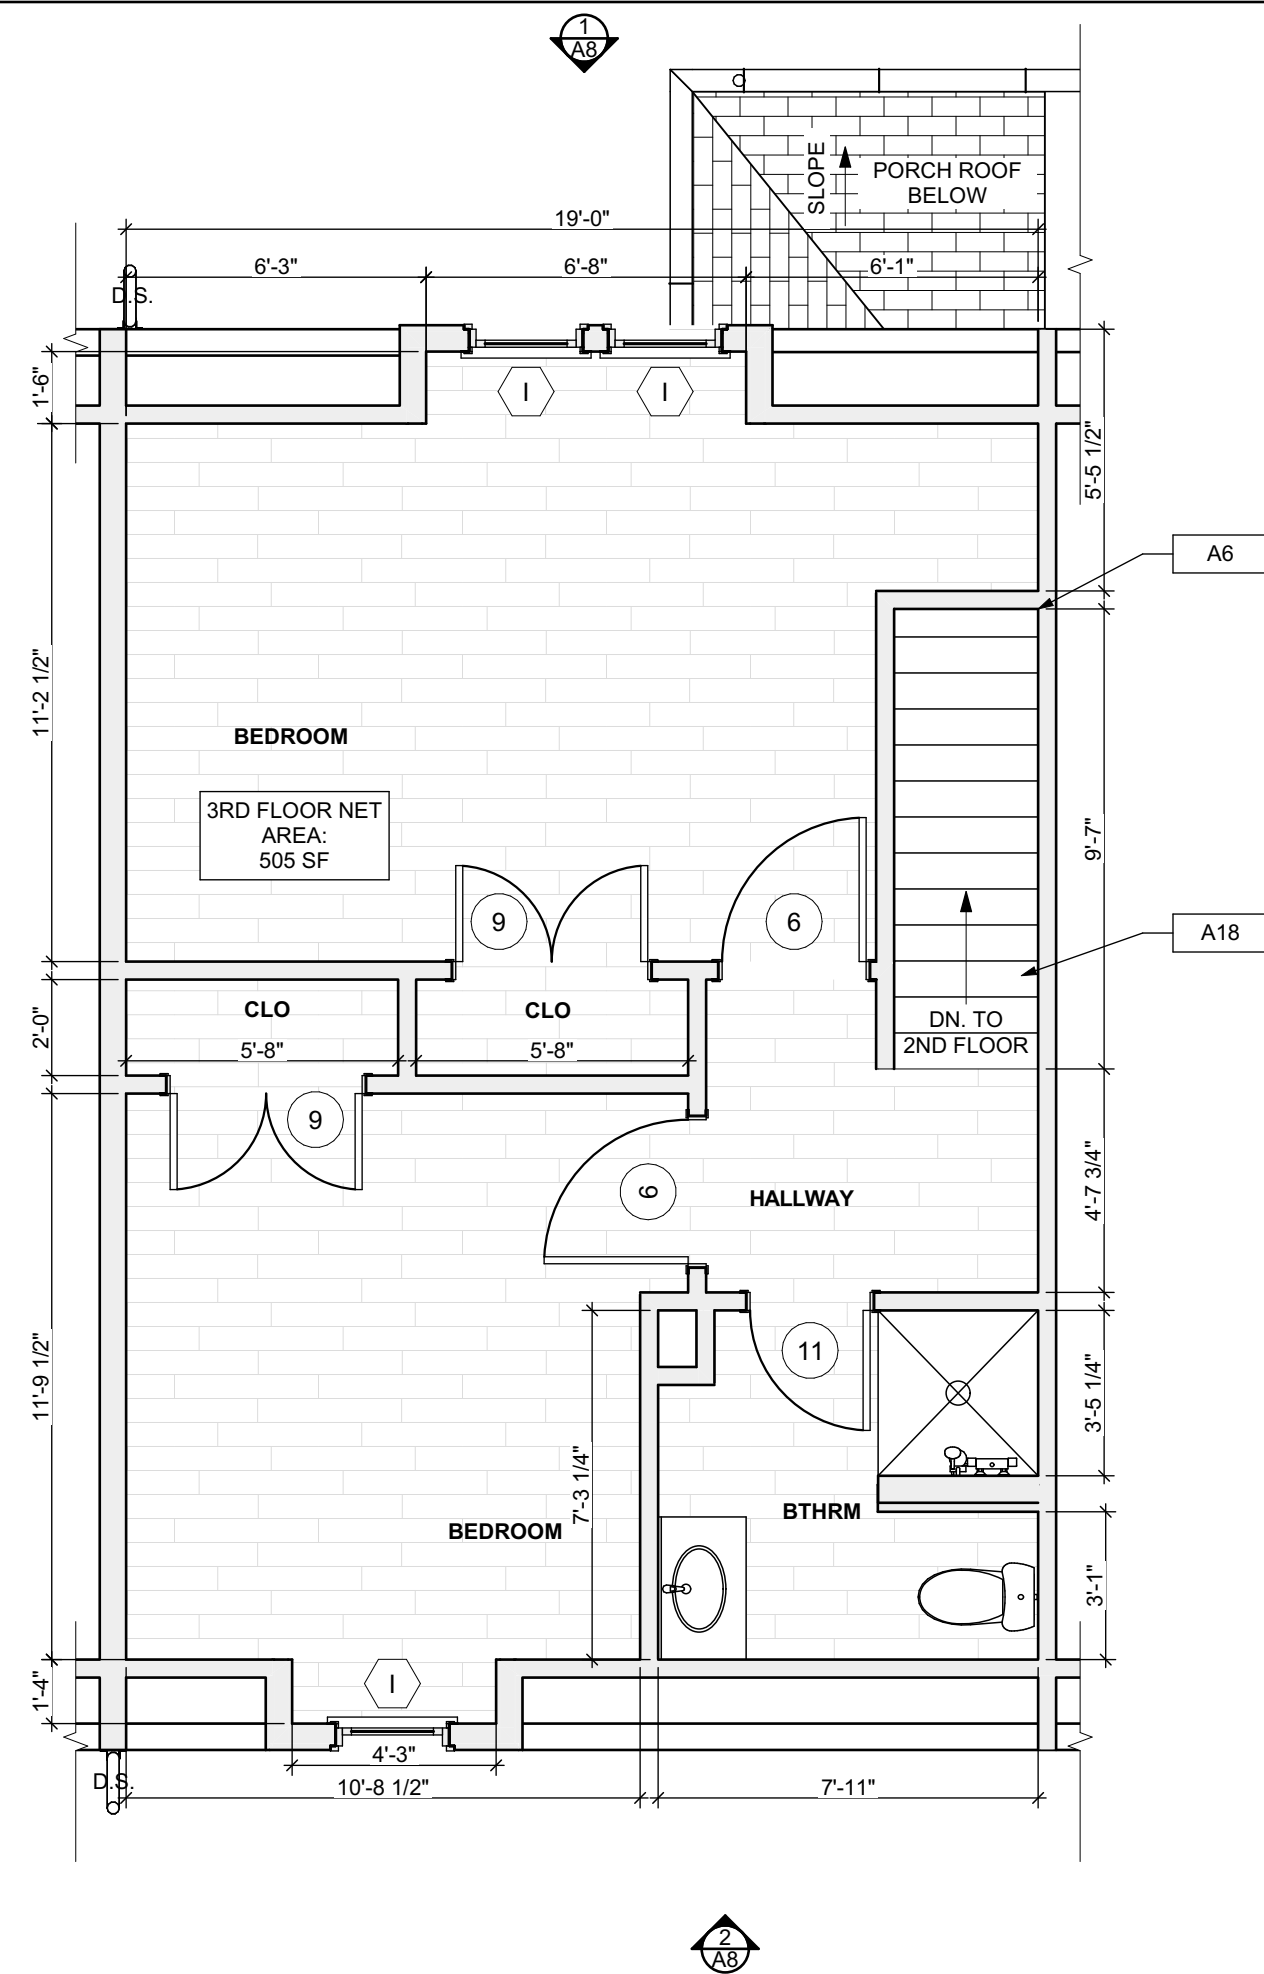 1
A8
SLOPE
PORCH ROOF
BELOW
19'-0"
6'-3"
6'-8"
6'-1"
D.S.
1'-6"
I
I
5'-5 1/2"
A6
11'-2 1/2"
BEDROOM
3RD FLOOR NET
AREA:
505 SF
9'-7"
9
6
A18
CLO
CLO
DN. TO
2ND FLOOR
2'-0"
5'-8"
5'-8"
9
6
HALLWAY
4'-7 3/4"
11
11'-9 1/2"
3'-5 1/4"
7'-3 1/4"
BEDROOM
BTHRM
3'-1"
I
1'-4"
4'-3"
D.S.
10'-8 1/2"
7'-11"
2
A8